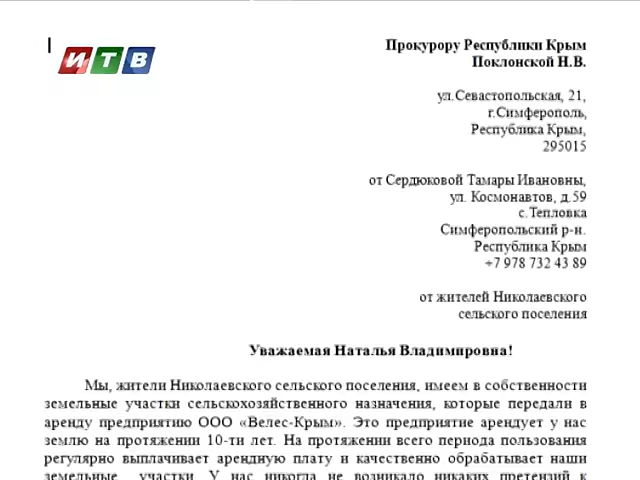 ИТВ
Прокурору Республики Крым
Поклонской Н.В.
ул.Севастопольская, 21,
г.Симферополь,
Республика Крым,
295015
от Сердюковой Тамары Ивановны,
ул. Космонавтов, д.59
с.Тепловка
Симферопольский р-н.
Республика Крым
+7 978 732 43 89
от жителей Николаевского
сельского поселения
Уважаемая Наталья Владимировна!
Мы, жители Николаевского сельского поселения, имеем в собственности
земельные участки сельскохозяйственного назначения, которые передали в
аренду предприятию ООО «Велес-Крым». Это предприятие арендует у нас
землю на протяжении 10-ти лет. На протяжении всего периода пользования
регулярно выплачивает арендную плату и качественно обрабатывает наши
земельные участки. У нас никогда не возникало никаких претензий к